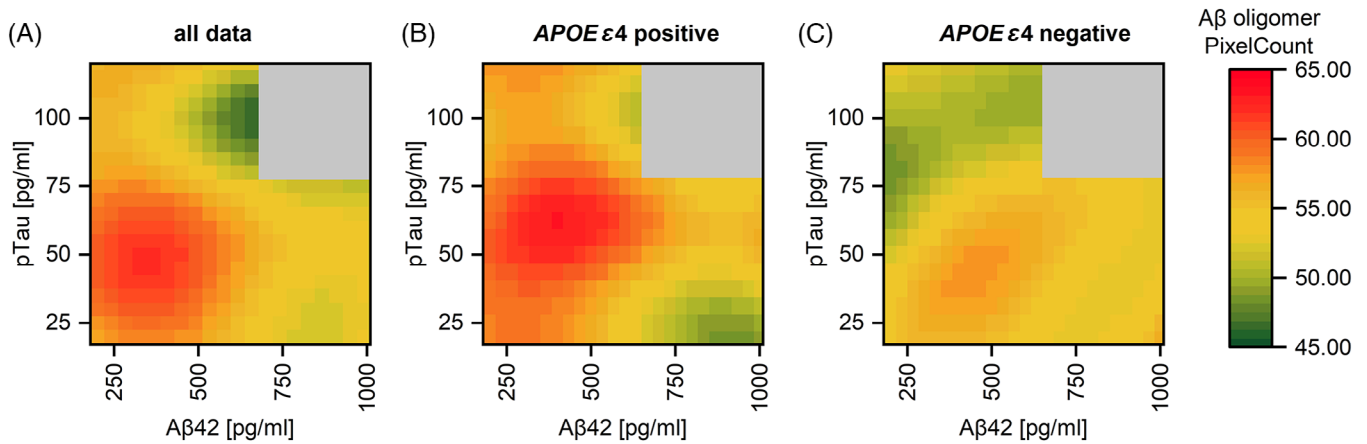 (A) all data
(B) APOE ε4 positive
(C) APOE ε4 negative
Aβ oligomer
PixelCount
pTau [pg/ml]
100
75
50
25
250
500
750
1000
Aβ42 [pg/ml]
pTau [pg/ml]
100
75
50
25
250
500
750
1000
Aβ42 [pg/ml]
pTau [pg/ml]
100
75
50
25
250
500
750
1000
Aβ42 [pg/ml]
65.00
60.00
55.00
50.00
45.00